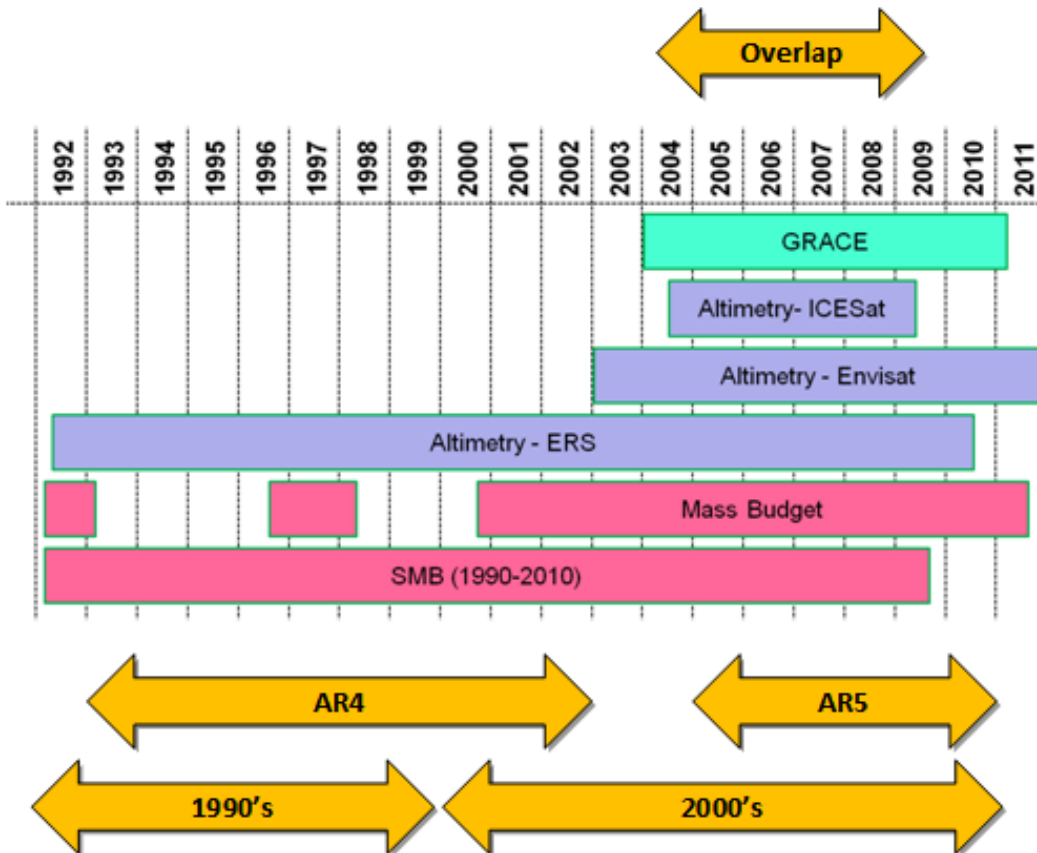 Overlap
1992 1993 1994 1995 1996 1997 1998 1999 2000 2001 2002 2003 2004 2005 2006 2007 2008 2009 2010 2011
GRACE
Altimetry- ICESat
Altimetry - Envisat
Altimetry - ERS
Mass Budget
SMB (1990-2010)
AR4 AR5
1990's 2000's